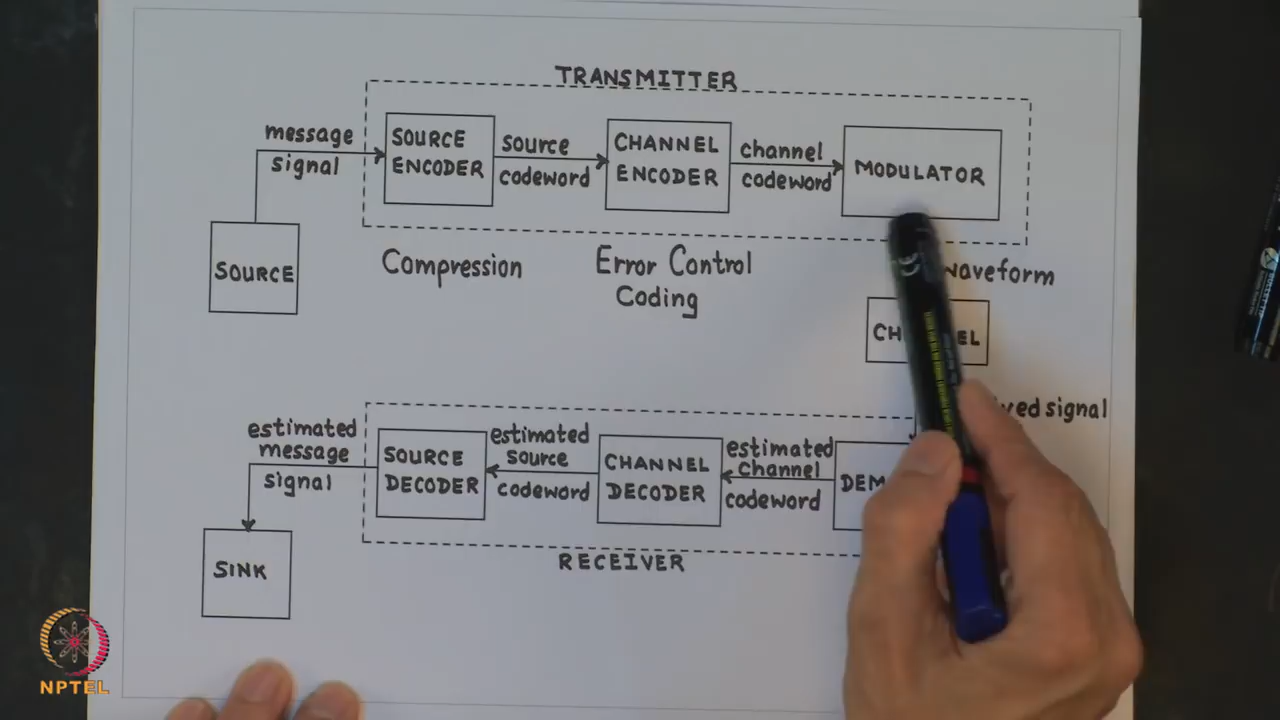 TRANSMITTER
message
signal
SOURCE
ENCODER
source
codeword
CHANNEL
ENCODER
channel
codeword
MODULATOR
SOURCE
Compression
Error Control
Coding
waveform
estimated
message
signal
SOURCE
DECODER
estimated
source
codeword
CHANNEL
DECODER
estimated
channel
codeword
signal
SINK
RECEIVER
NPTEL